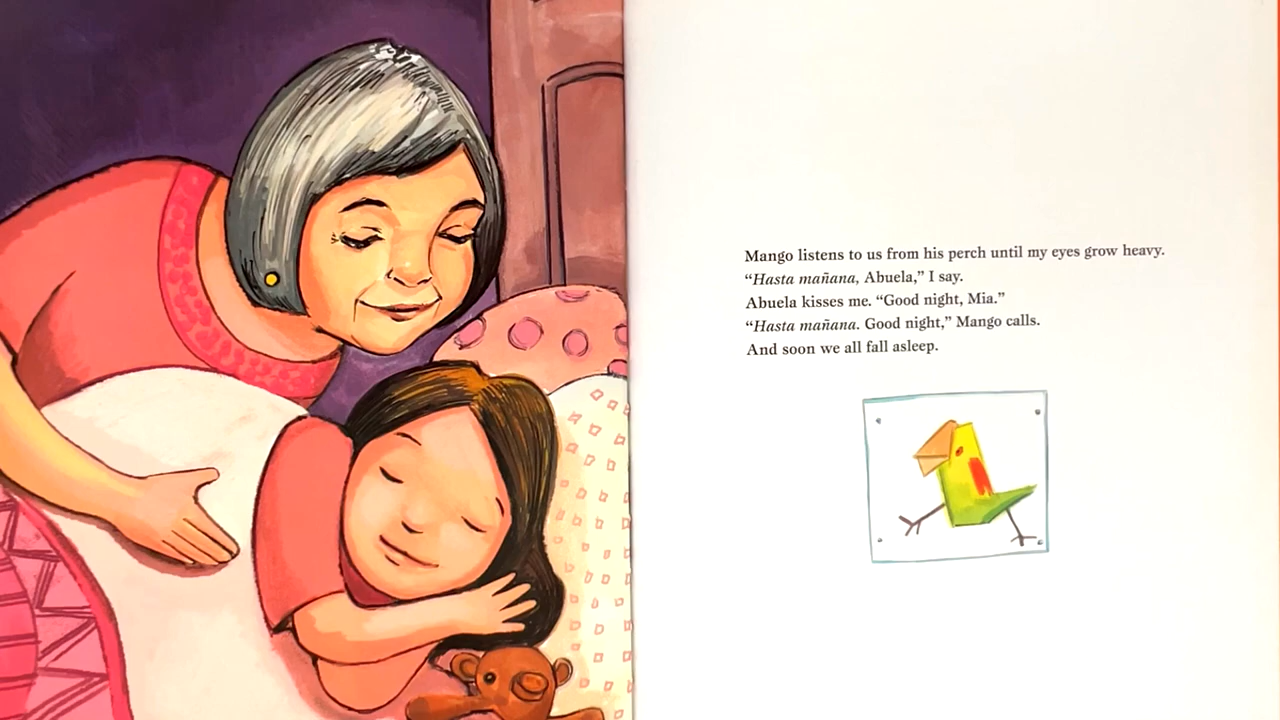 Mango listens to us from his perch until my eyes grow heavy.
“Hasta mañana, Abuela,” I say.
Abuela kisses me. “Good night, Mia.”
“Hasta mañana. Good night,” Mango calls.
And soon we all fall asleep.